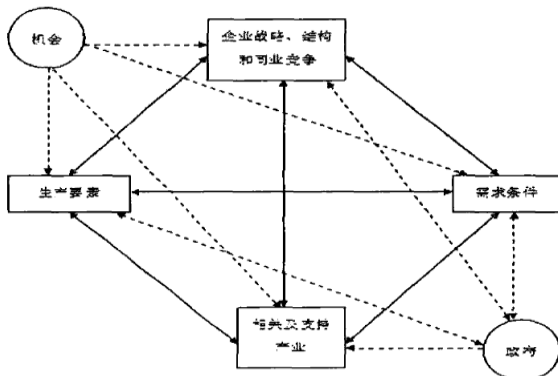 机会
企业战略、结构
和同业竞争
生产要素
需求条件
相关及支持
产业
政府